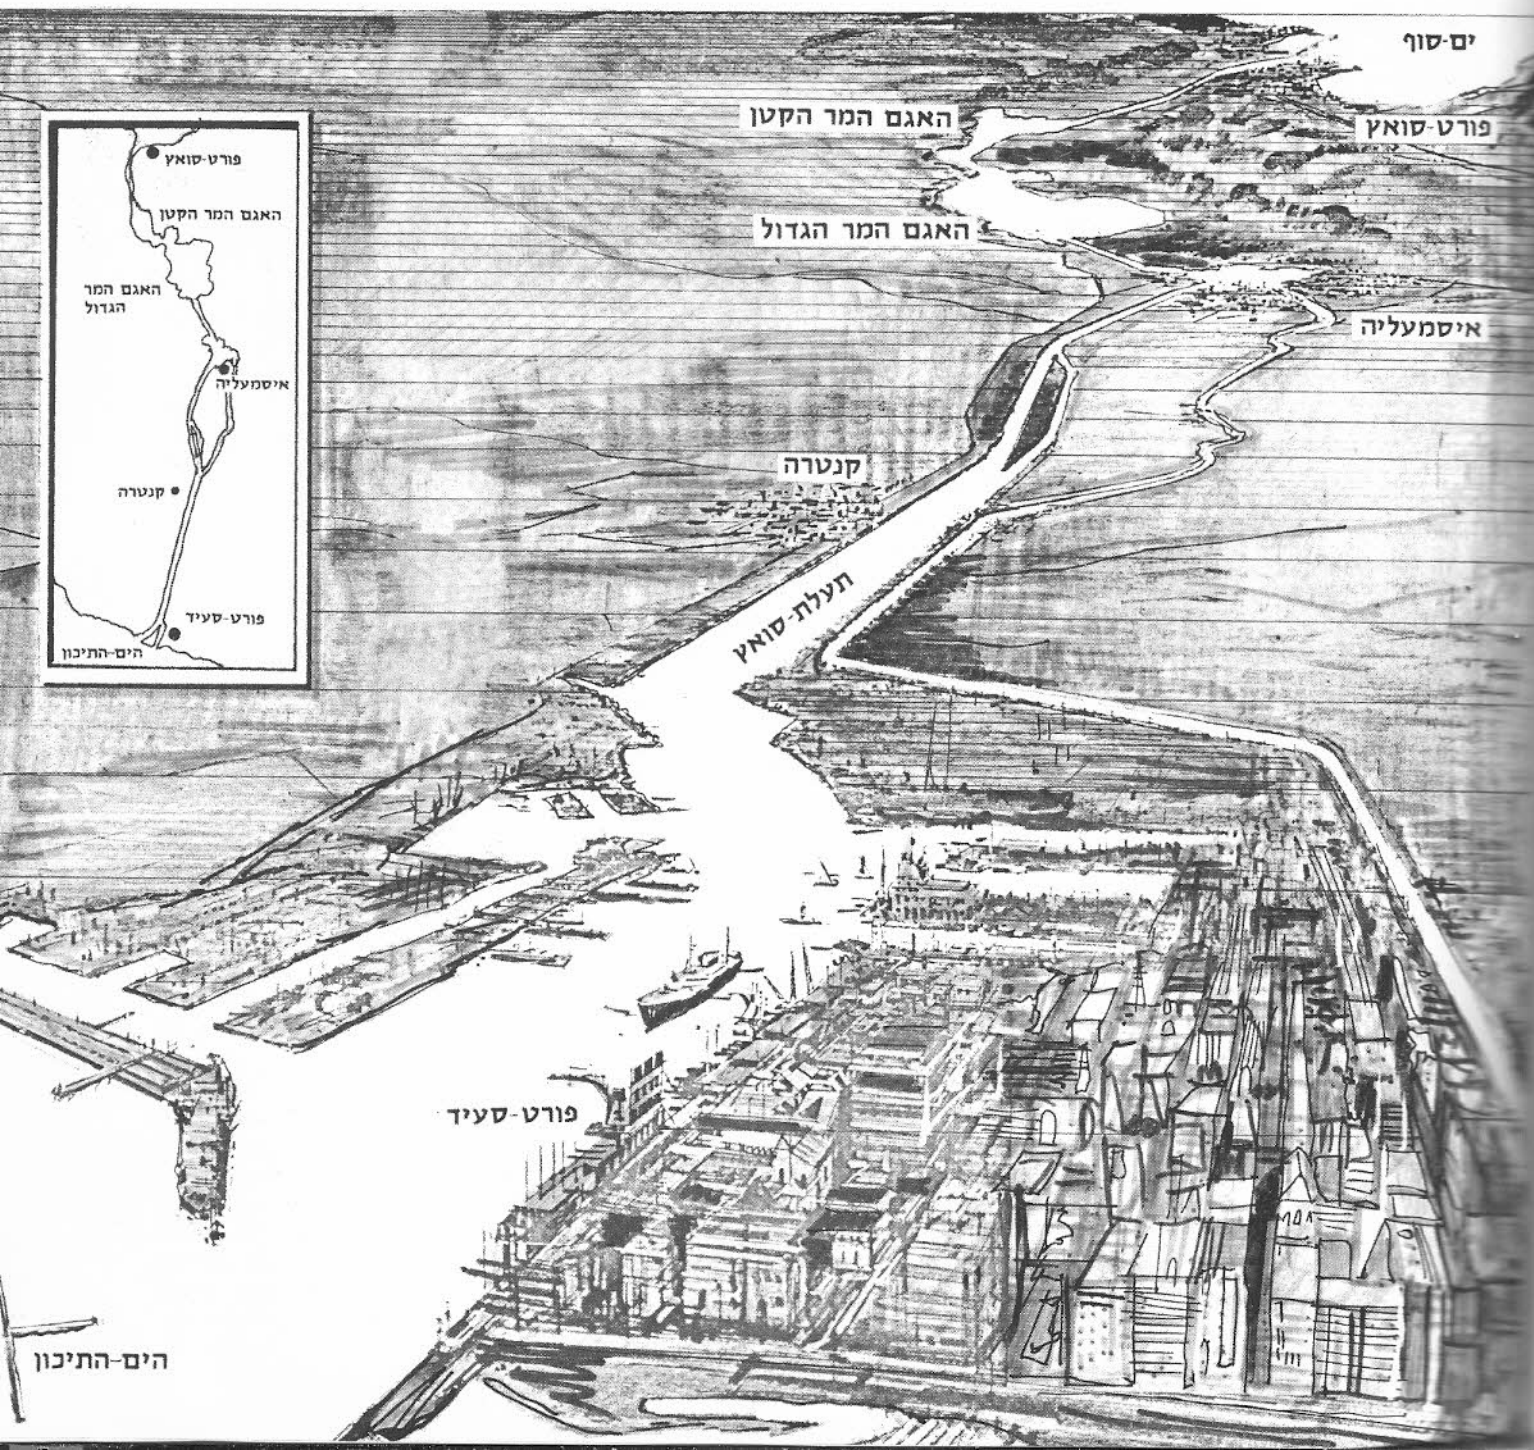 ים-סוף
האגם המר הקטן
פורט-סואץ
האגם המר הגדול
איסמעליה
קנטרה
תעלת-סואץ
פורט-סעיד
הים-התיכון
פורט-סואץ
האגם המר הקטן
האגם המר
הגדול
איסמעליה
קנטרה
פורט-סעיד
הים-התיכון